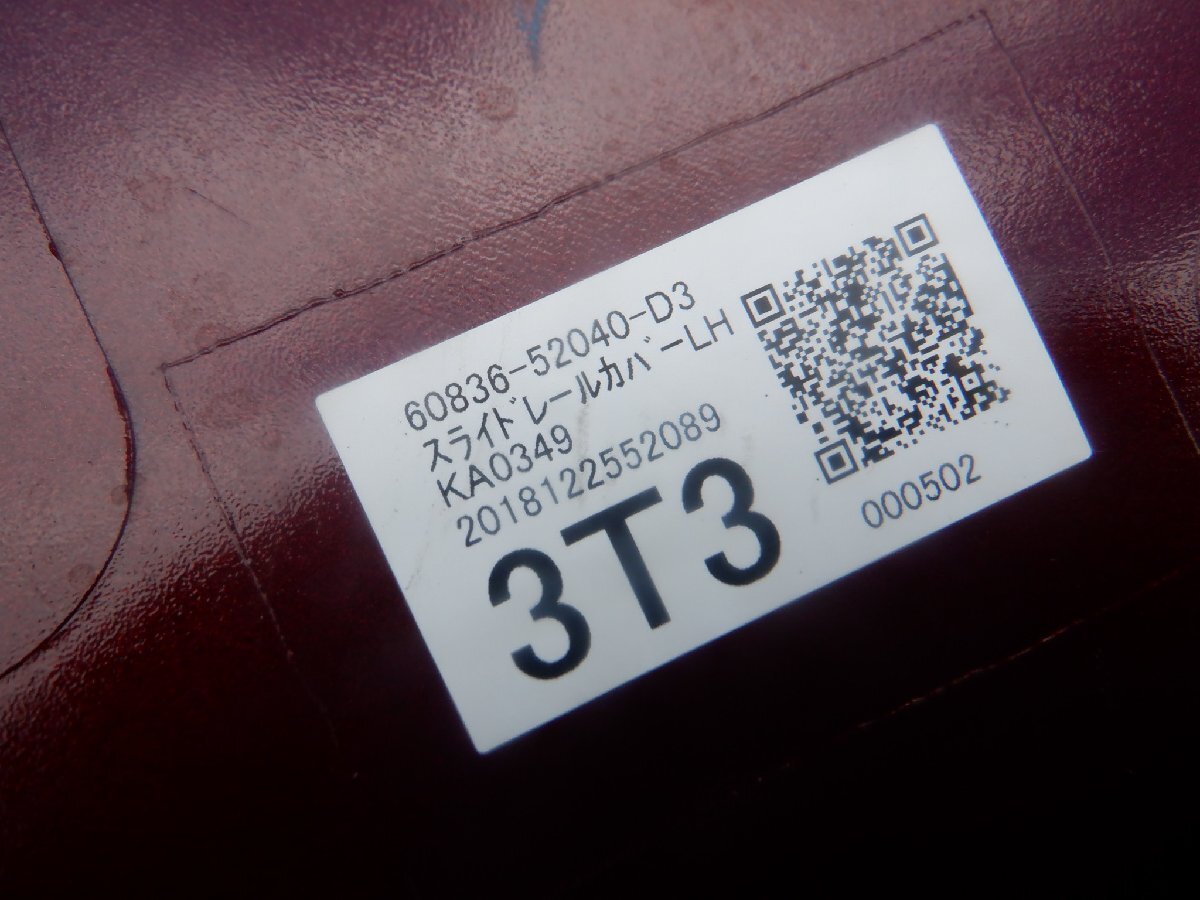 60836-52040-D3
ｽﾗｲﾄﾞﾚｰﾙｶﾊﾞｰLH
KA0349
2018122552089
3T3
000502